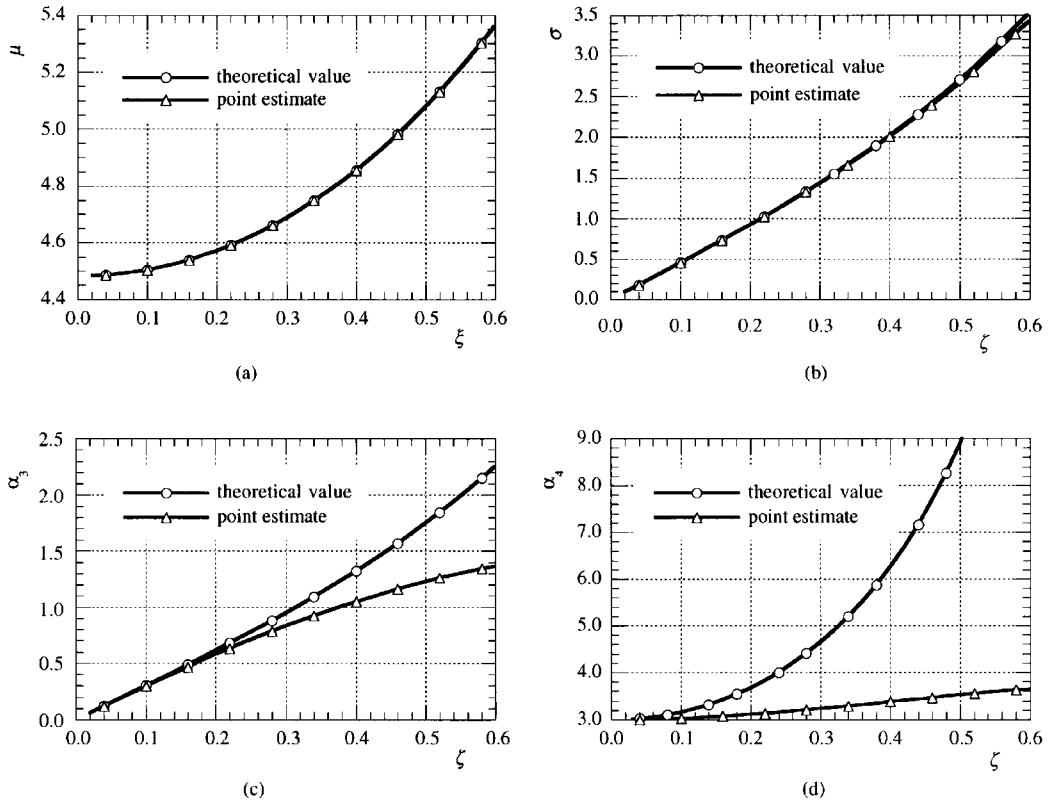 μ
5.4
5.2
5.0
4.8
4.6
4.4
0.0 0.1 0.2 0.3 0.4 0.5 0.6
ξ
theoretical value
point estimate
(a)
σ
3.5
3.0
2.5
2.0
1.5
1.0
0.5
0.0
0.0 0.1 0.2 0.3 0.4 0.5 0.6
ζ
theoretical value
point estimate
(b)
α3
2.5
2.0
1.5
1.0
0.5
0.0
0.0 0.1 0.2 0.3 0.4 0.5 0.6
ζ
theoretical value
point estimate
(c)
α4
9.0
8.0
7.0
6.0
5.0
4.0
3.0
0.0 0.1 0.2 0.3 0.4 0.5 0.6
ζ
theoretical value
point estimate
(d)